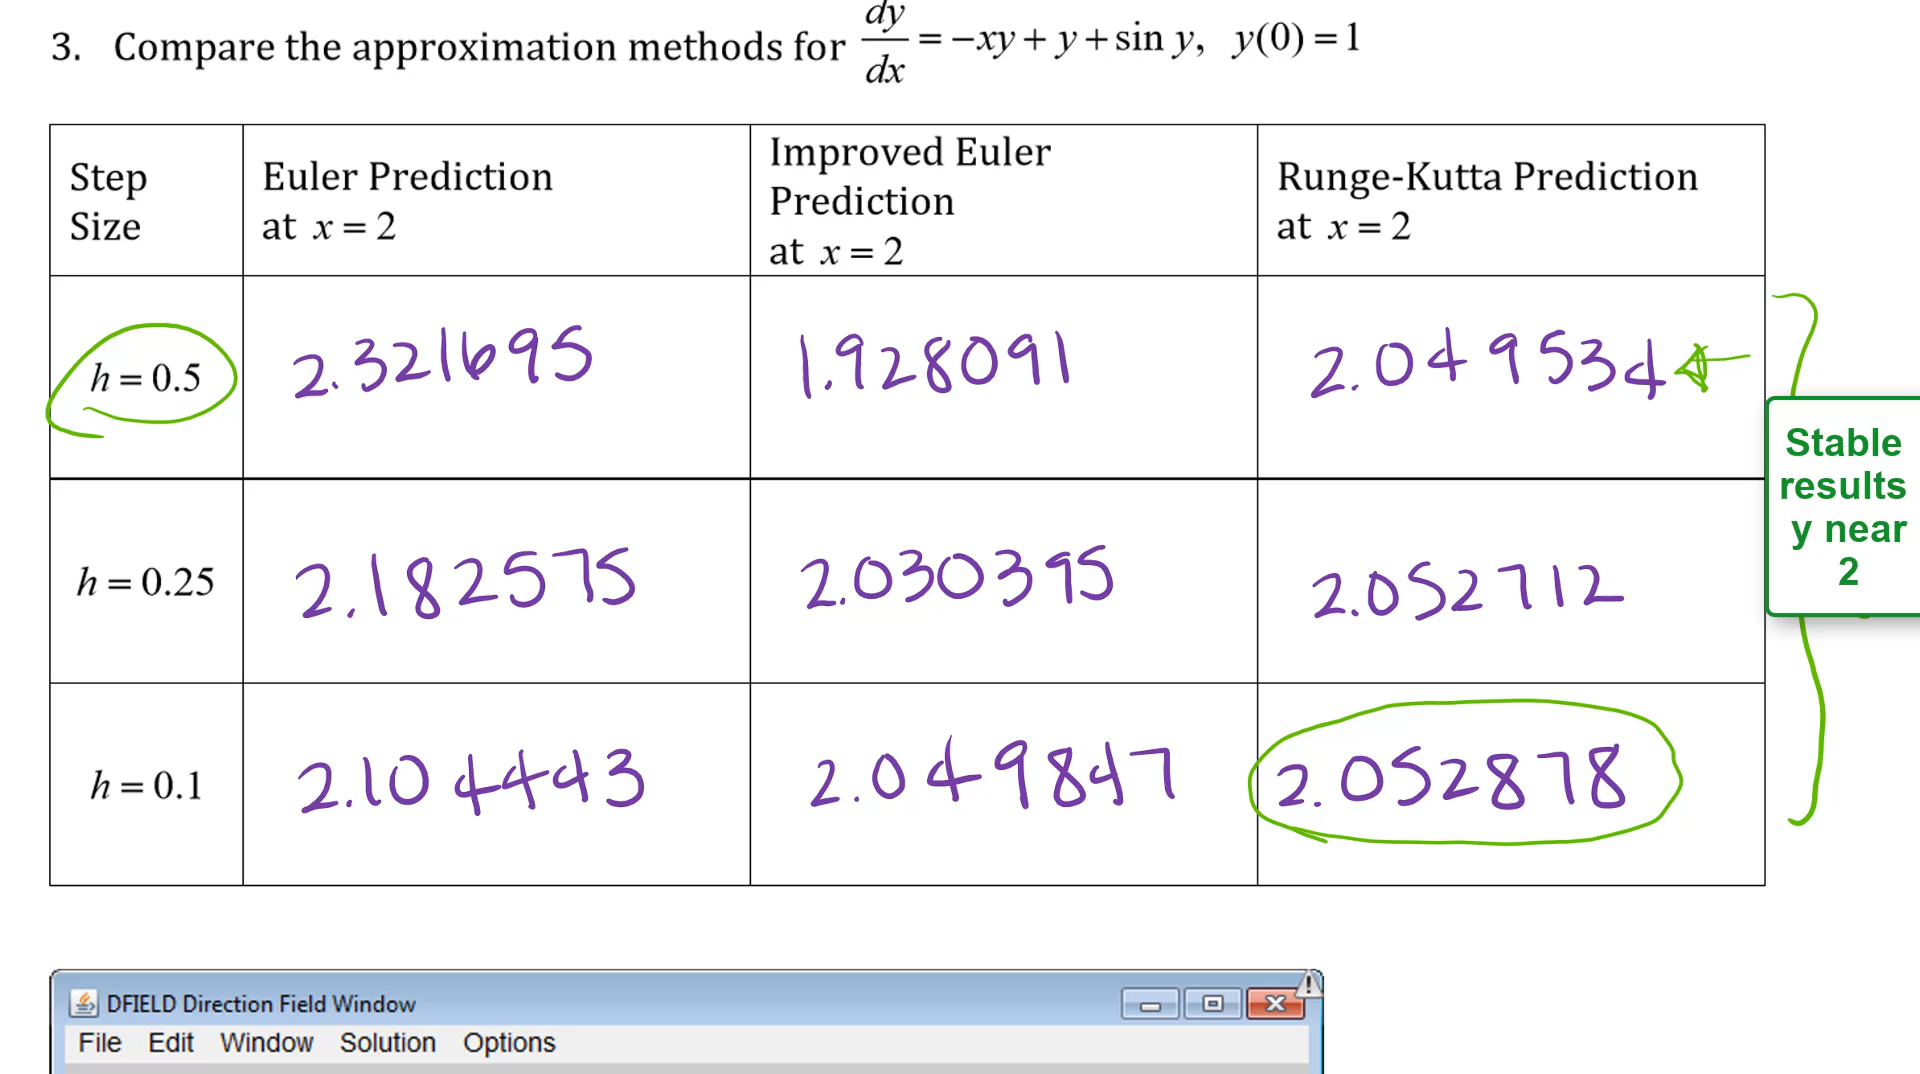 3. Compare the approximation methods for dy/dx = −xy + y + sin y, y(0) = 1
Step
Size
Euler Prediction
at x = 2
Improved Euler
Prediction
at x = 2
Runge-Kutta Prediction
at x = 2
h = 0.5
2.321695
1.928091
2.049534
h = 0.25
2.182575
2.030395
2.052712
h = 0.1
2.104443
2.049847
2.052878
Stable
results
y near
2
DFIELD Direction Field Window
File Edit Window Solution Options